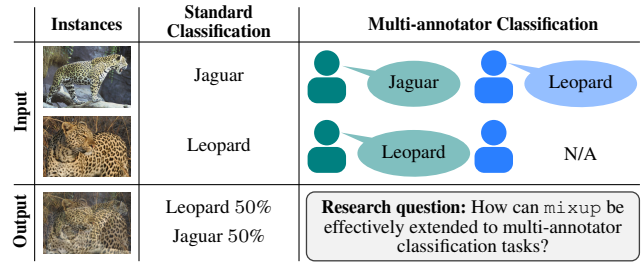 Instances
Standard
Classification
Multi-annotator Classification
Input
Jaguar
Jaguar
Leopard
Leopard
Leopard
N/A
Output
Leopard 50%
Jaguar 50%
Research question: How can mixup be
effectively extended to multi-annotator
classification tasks?